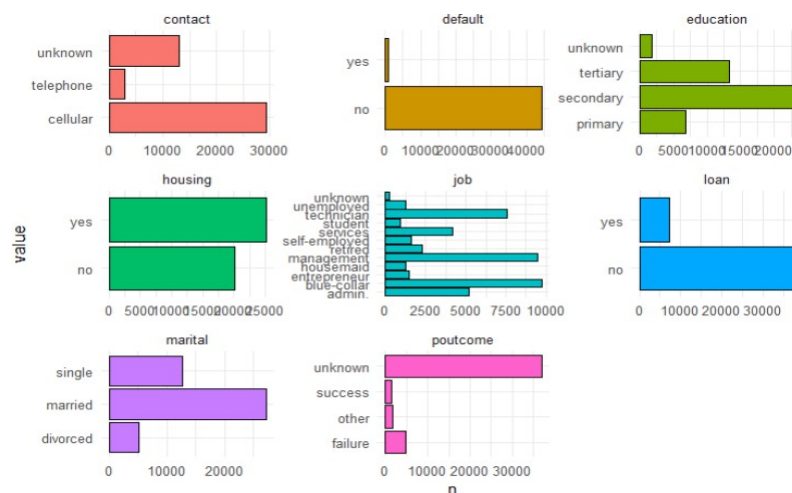 contact
unknown
telephone
cellular
0 10000 20000 30000
default
yes
no
0 10000 20000 30000 40000
education
unknown
tertiary
secondary
primary
0 5000 10000 15000 20000
housing
yes
no
0 5000 10000 15000 20000 25000
job
unknown
unemployed
technician
student
services
self-employed
retired
management
housemaid
entrepreneur
blue-collar
admin.
0 2500 5000 7500 10000
loan
yes
no
0 10000 20000 30000
value
marital
single
married
divorced
0 10000 20000
poutcome
unknown
success
other
failure
0 10000 20000 30000
n